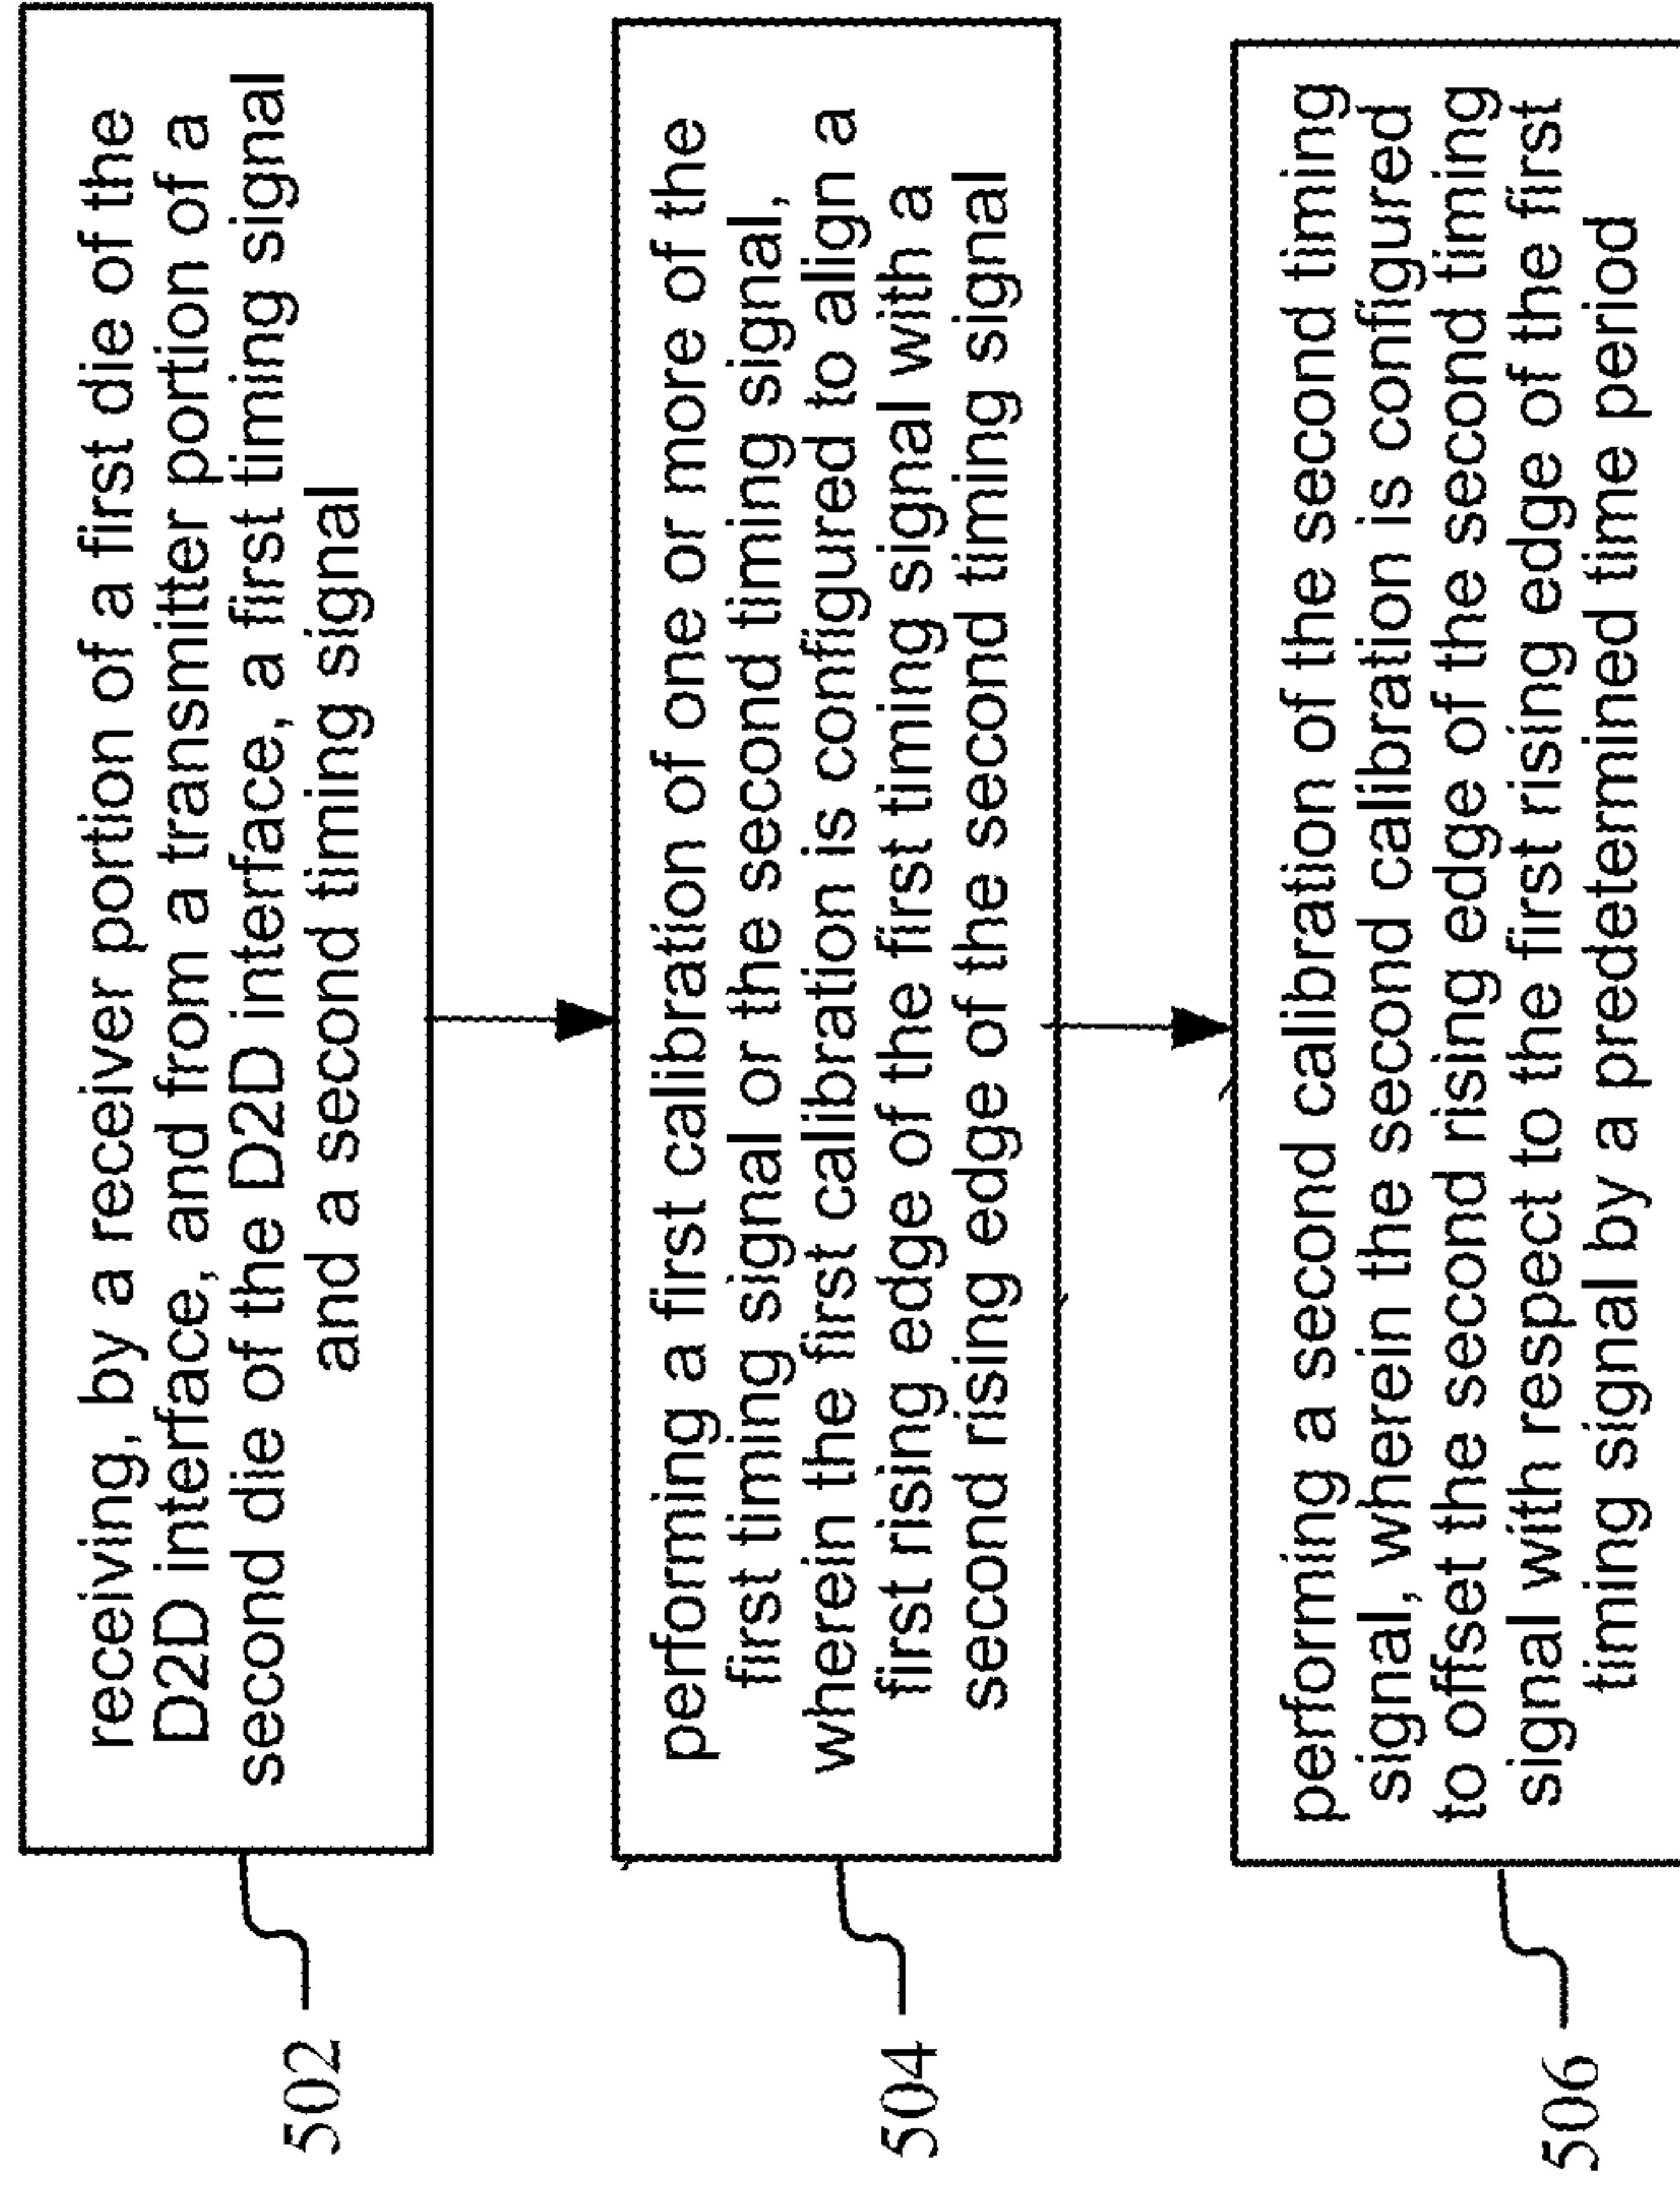 502
receiving, by a receiver portion of a first die of the
D2D interface, and from a transmitter portion of a
second die of the D2D interface, a first timing signal
and a second timing signal
504
performing a first calibration of one or more of the
first timing signal or the second timing signal,
wherein the first calibration is configured to align a
first rising edge of the first timing signal with a
second rising edge of the second timing signal
506
performing a second calibration of the second timing
signal, wherein the second calibration is configured
to offset the second rising edge of the second timing
signal with respect to the first rising edge of the first
timing signal by a predetermined time period